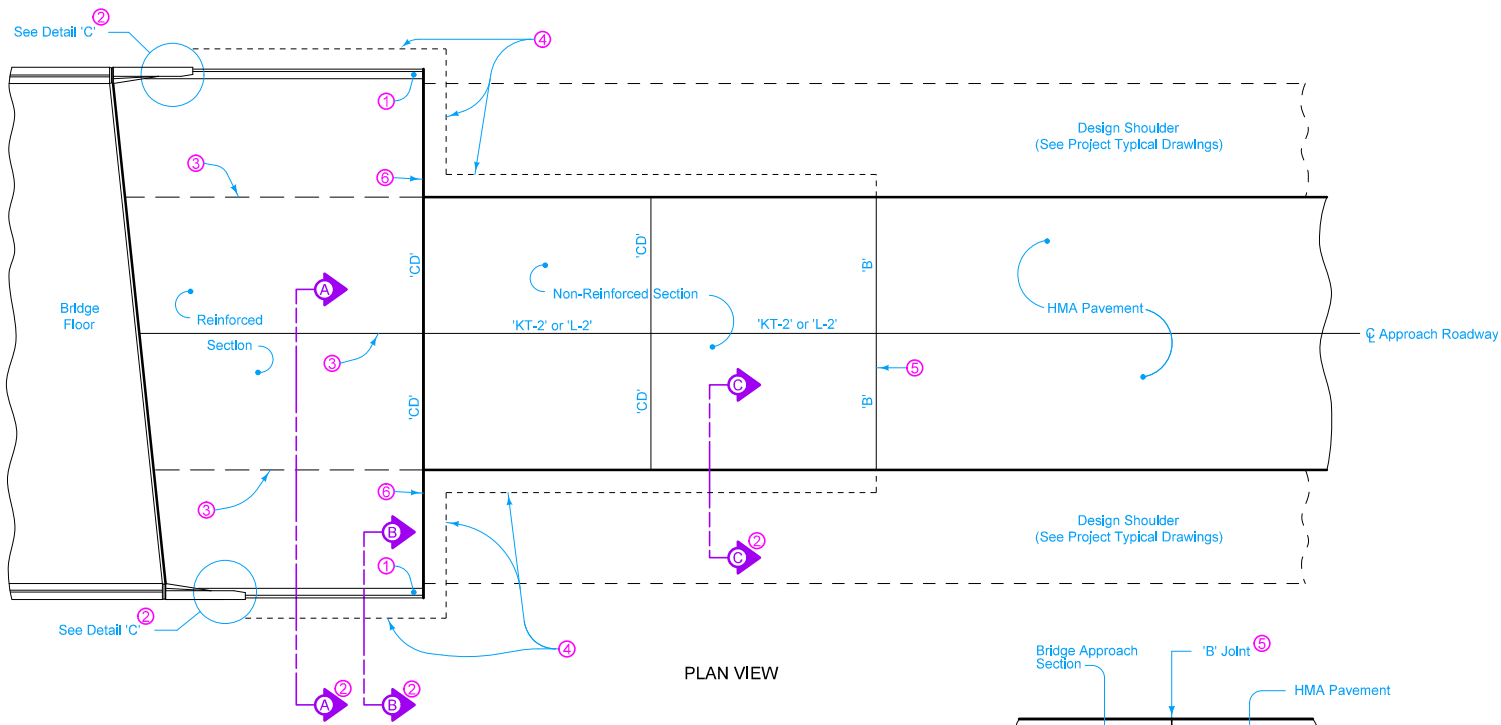 See Detail 'C' ②
④
①
Design Shoulder
(See Project Typical Drawings)
③
⑥
'CD'
'CD'
'B'
A
Bridge
Floor
Reinforced
Section
Non-Reinforced Section
HMA Pavement
'KT-2' or 'L-2'
'KT-2' or 'L-2'
℄ Approach Roadway
③
⑤
C
'CD'
'CD'
'B'
⑥
③
B
Design Shoulder
(See Project Typical Drawings)
C ②
①
See Detail 'C' ②
④
PLAN VIEW
A ②
B ②
Bridge Approach
Section
'B' Joint ⑤
HMA Pavement